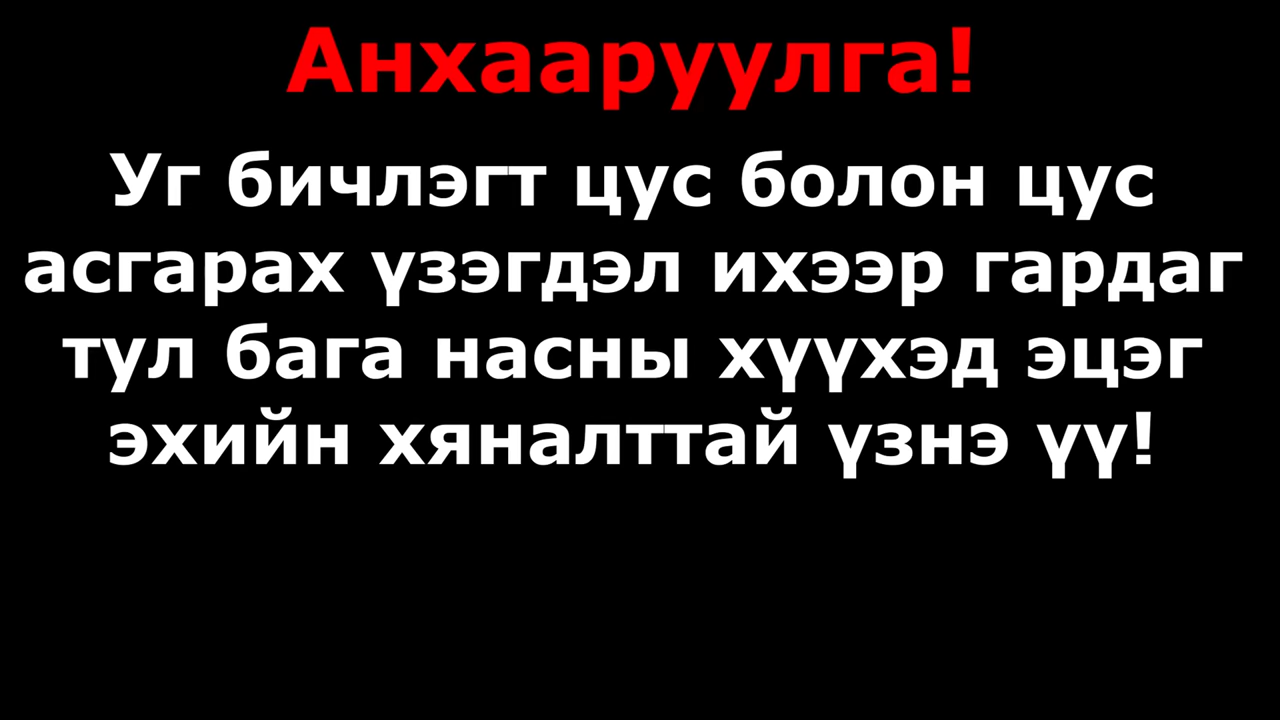 Анхааруулга!
Уг бичлэгт цус болон цус
асгарах үзэгдэл ихээр гардаг
тул бага насны хүүхэд эцэг
эхийн хяналттай үзнэ үү!